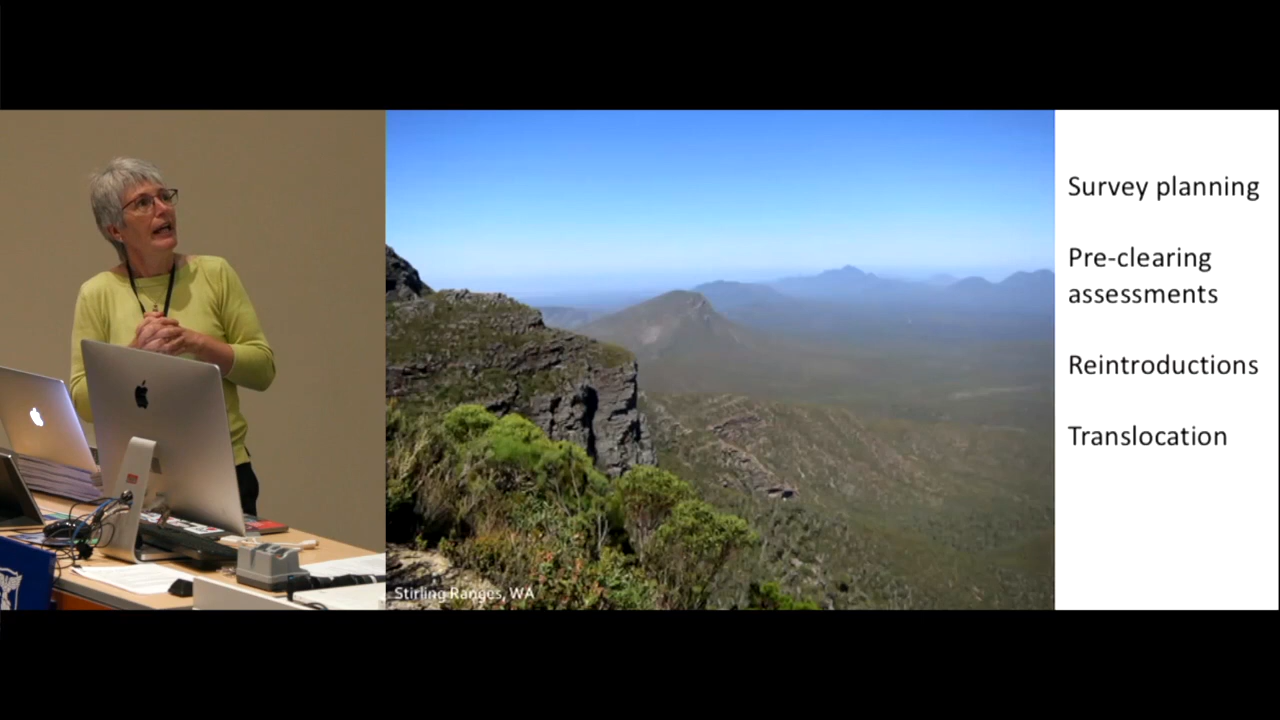 Stirling Ranges, WA
Survey planning
Pre-clearing
assessments
Reintroductions
Translocation